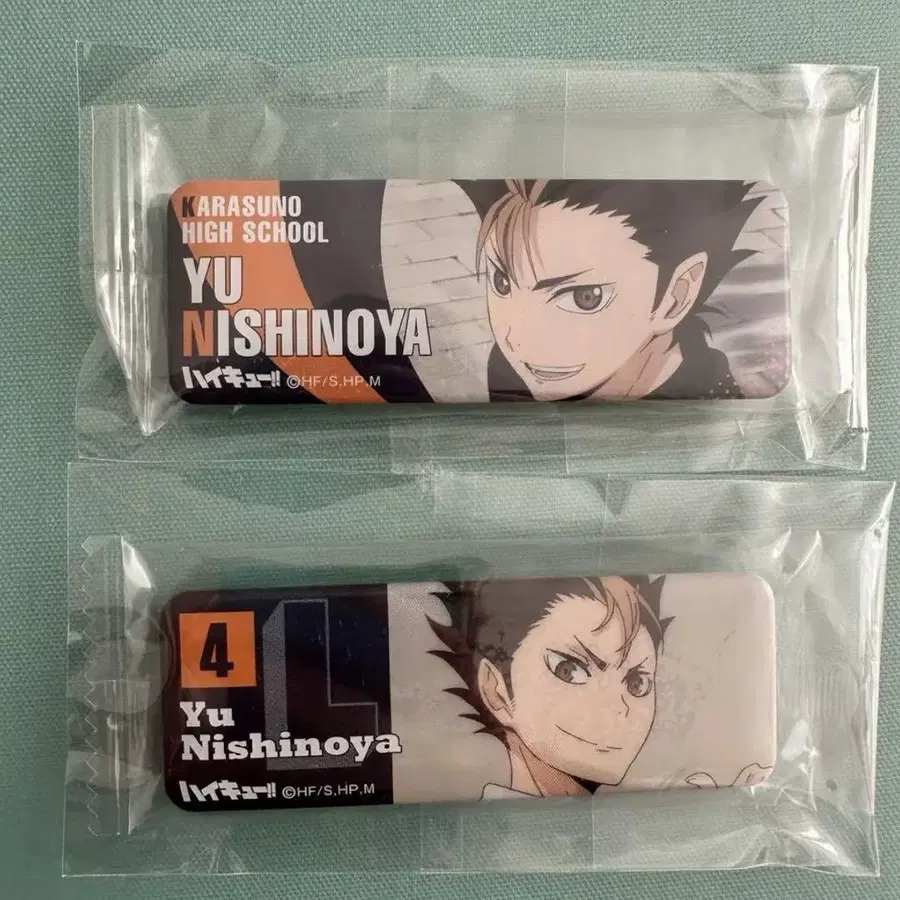 KARASUNO
HIGH SCHOOL
YU
NISHINOYA
ハイキュー!! ©HF/S,HP,M
4
L
Yu
Nishinoya
ハイキュー!! ©HF/S,HP,M